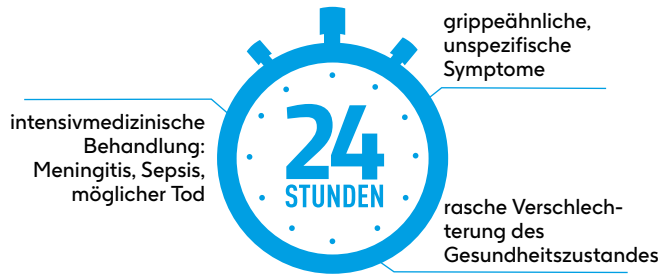 grippeähnliche,
unspezifische
Symptome
intensivmedizinische
Behandlung:
Meningitis, Sepsis,
möglicher Tod
24
STUNDEN
rasche Verschlech-
terung des
Gesundheitszustandes